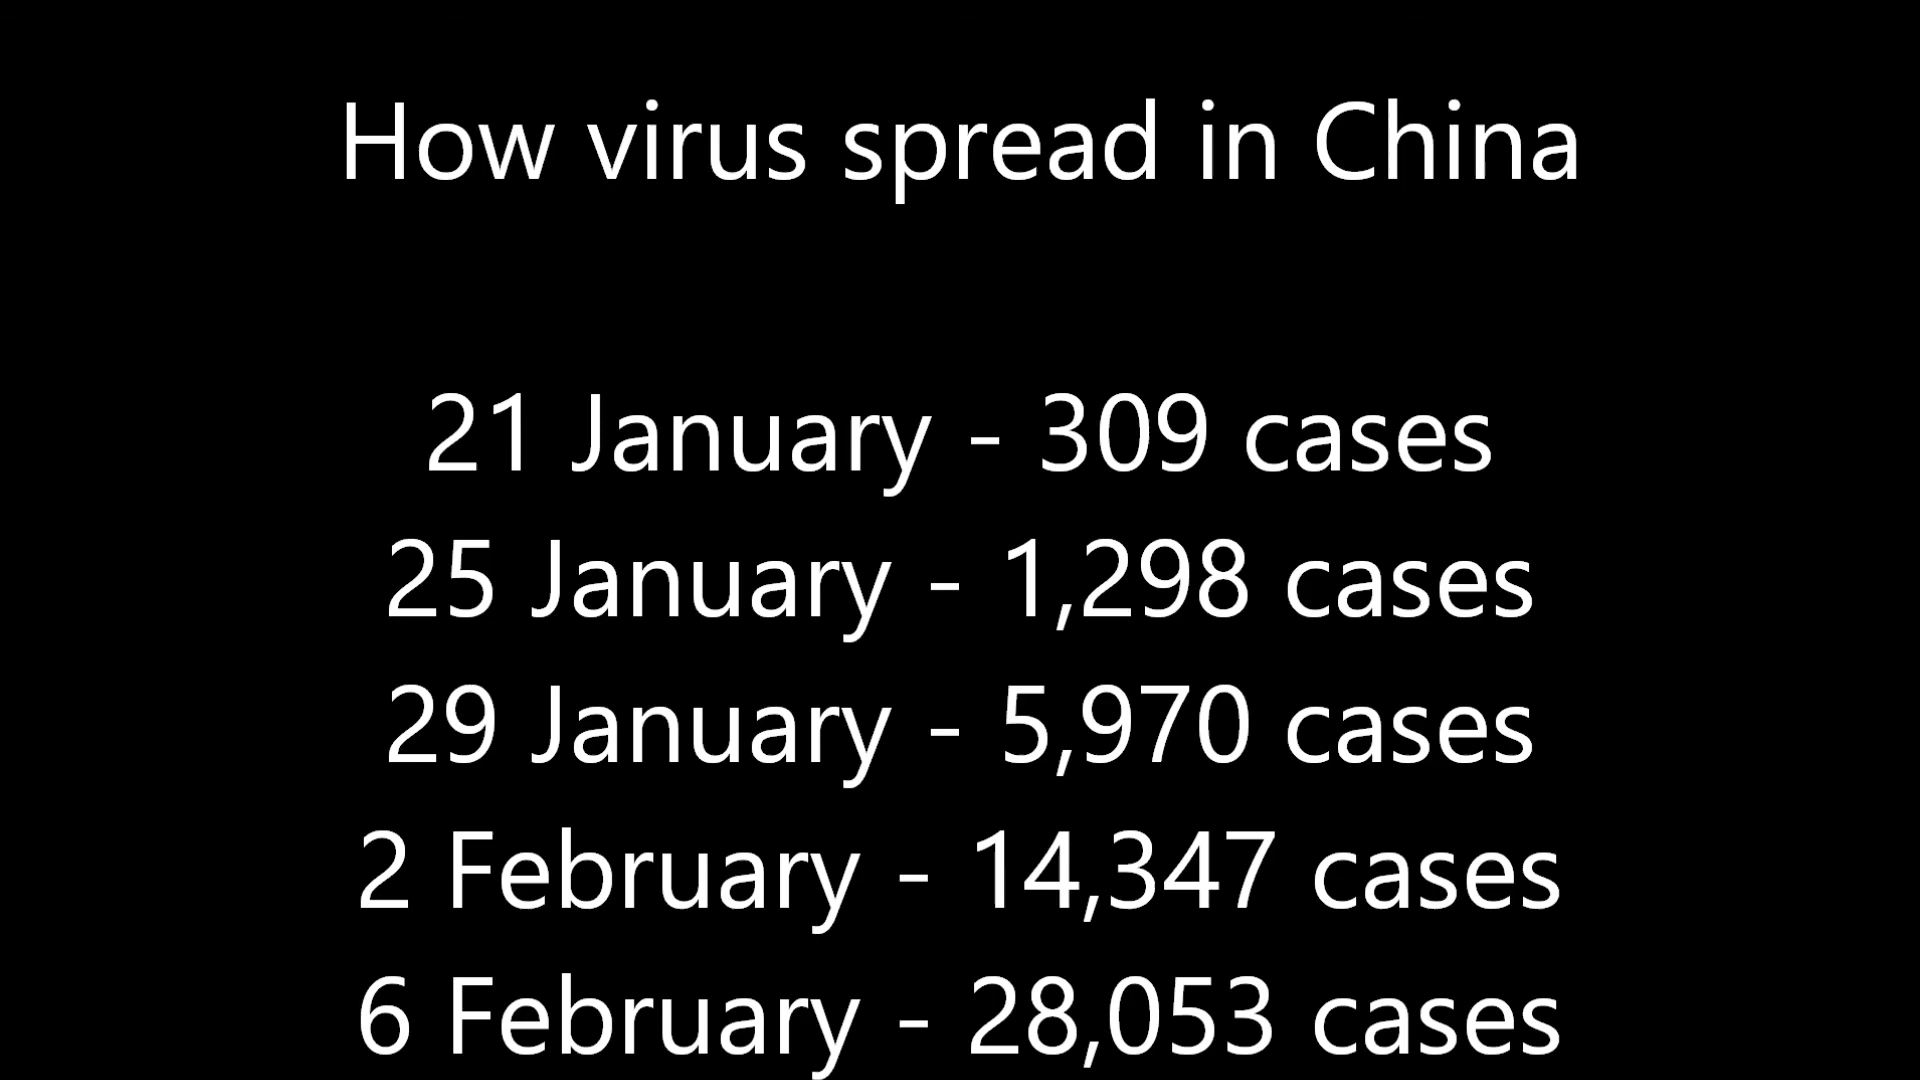 How virus spread in China
21 January - 309 cases
25 January - 1,298 cases
29 January - 5,970 cases
2 February - 14,347 cases
6 February - 28,053 cases